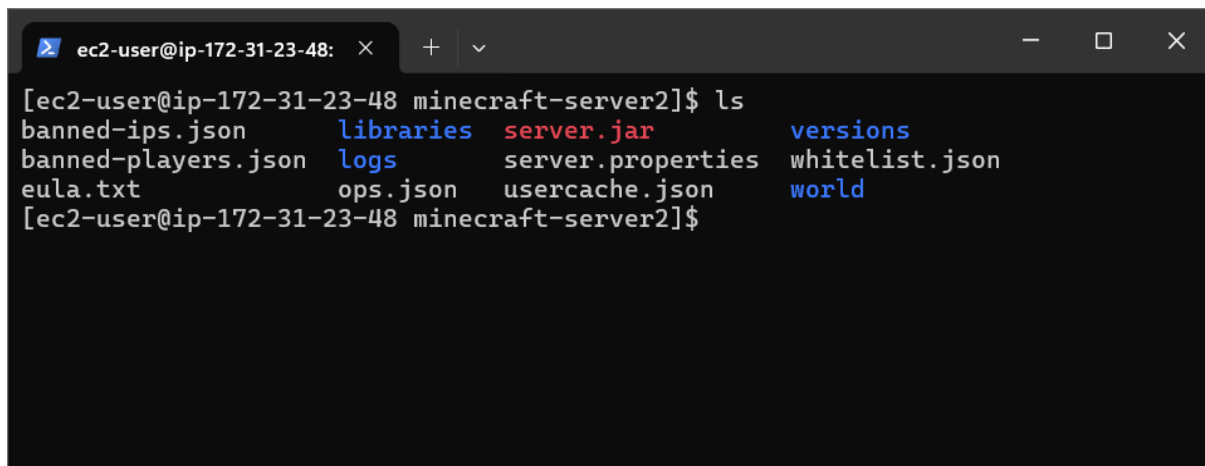 ec2-user@ip-172-31-23-48:
[ec2-user@ip-172-31-23-48 minecraft-server2]$ ls
banned-ips.json libraries server.jar versions
banned-players.json logs server.properties whitelist.json
eula.txt ops.json usercache.json world
[ec2-user@ip-172-31-23-48 minecraft-server2]$